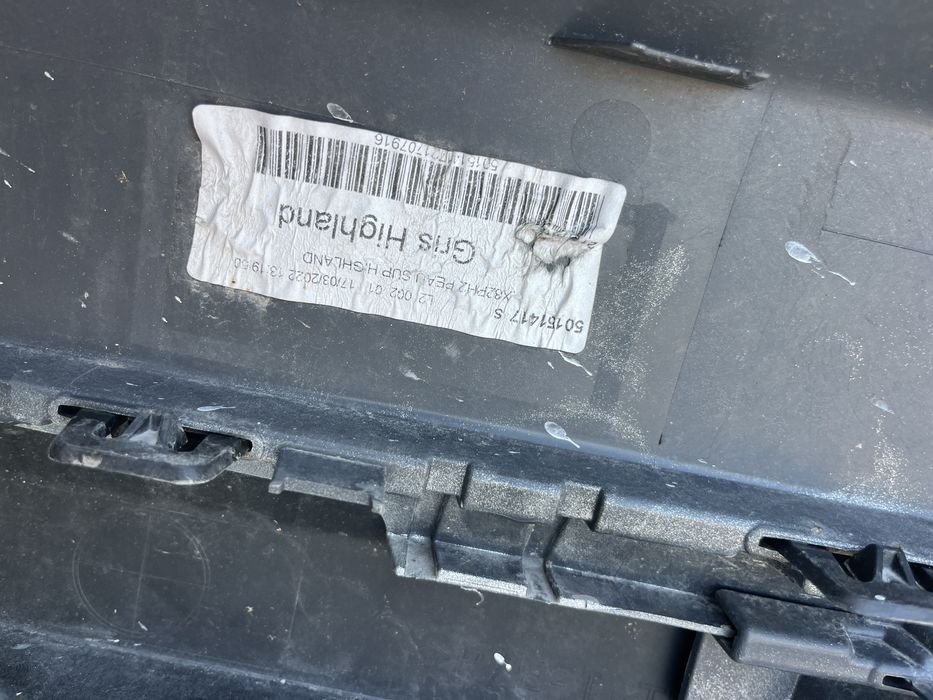 50151417 S
X82PH2 PEAU SUP HIGHLAND
L2 002 01 17/03/2022 13:19:50
Gris Highland